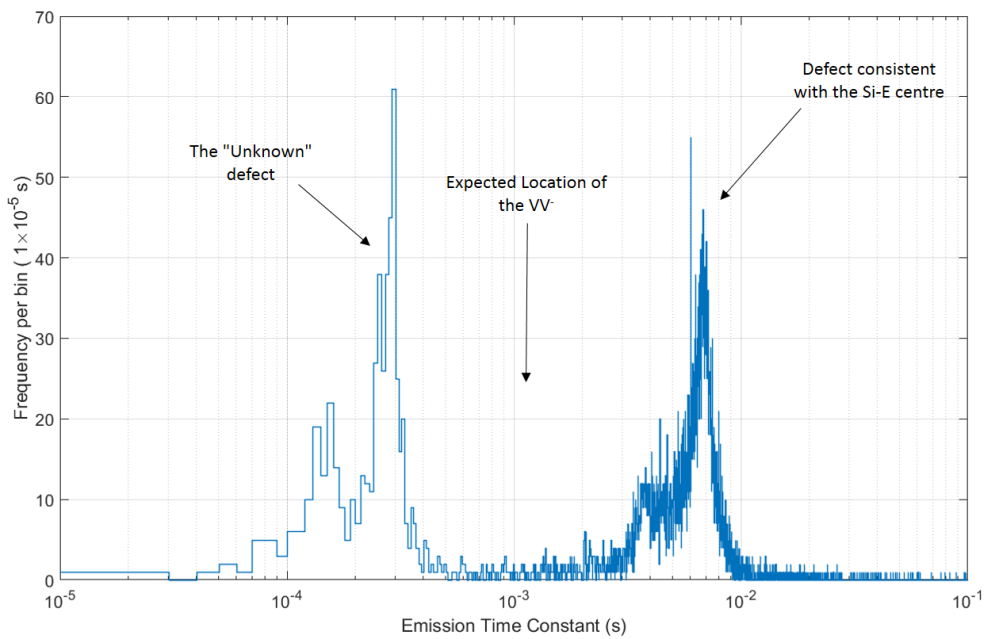 70
60
50
40
30
20
10
0
Frequency per bin ( 1×10⁻⁵ s)
The "Unknown"
defect
Expected Location of
the VV⁻
Defect consistent
with the Si-E centre
10⁻⁵
10⁻⁴
10⁻³
10⁻²
10⁻¹
Emission Time Constant (s)